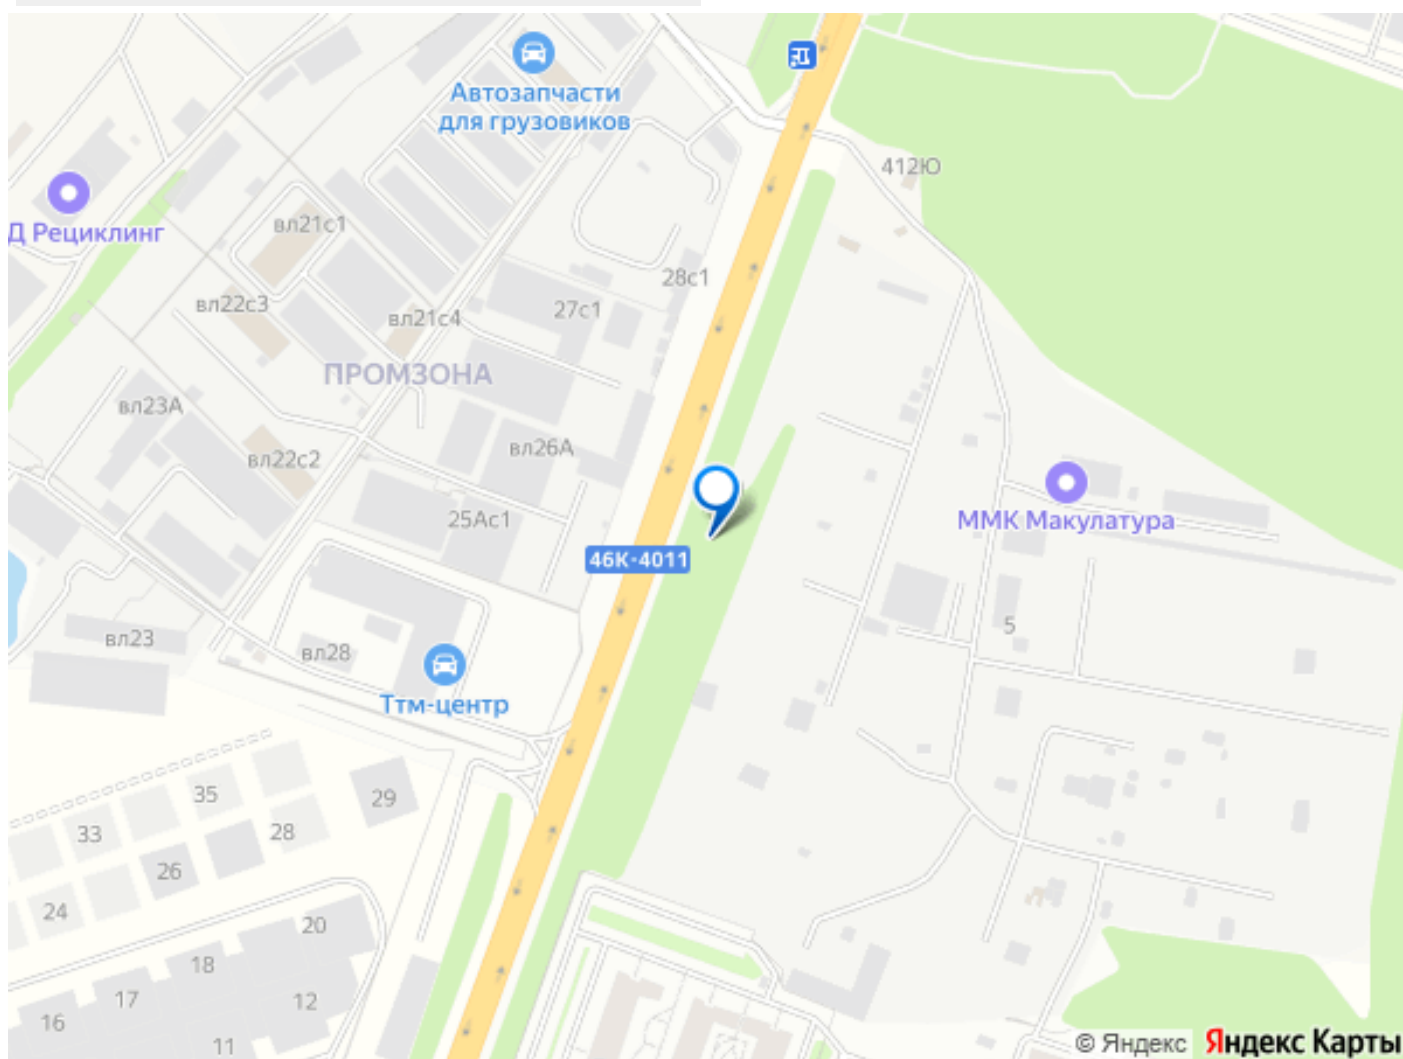 Автозапчасти
для грузовиков
412Ю
Д Рециклинг
вл21с1
28с1
вл22с3
вл21с4
27с1
ПРОМЗОНА
вл23А
вл22с2
вл26А
25Ас1
ММК Макулатура
46К-4011
вл23
вл28
5
Ттм-центр
35
29
33
28
26
24
20
18
17
12
16
11
© Яндекс
Яндекс Карты